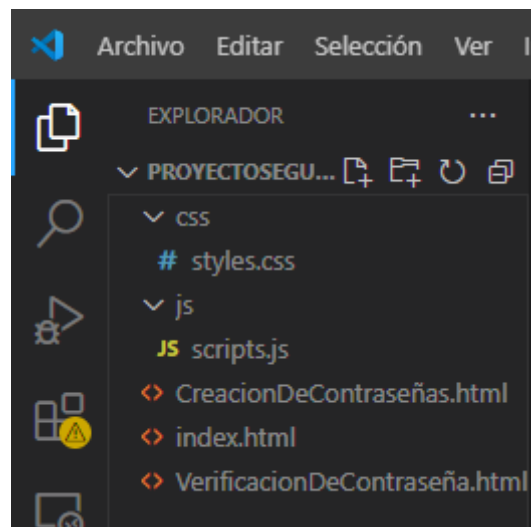 Archivo Editar Selección Ver
EXPLORADOR ...
PROYECTOSEGU...
css
# styles.css
js
JS scripts.js
<> CreacionDeContraseñas.html
<> index.html
<> VerificacionDeContraseña.html